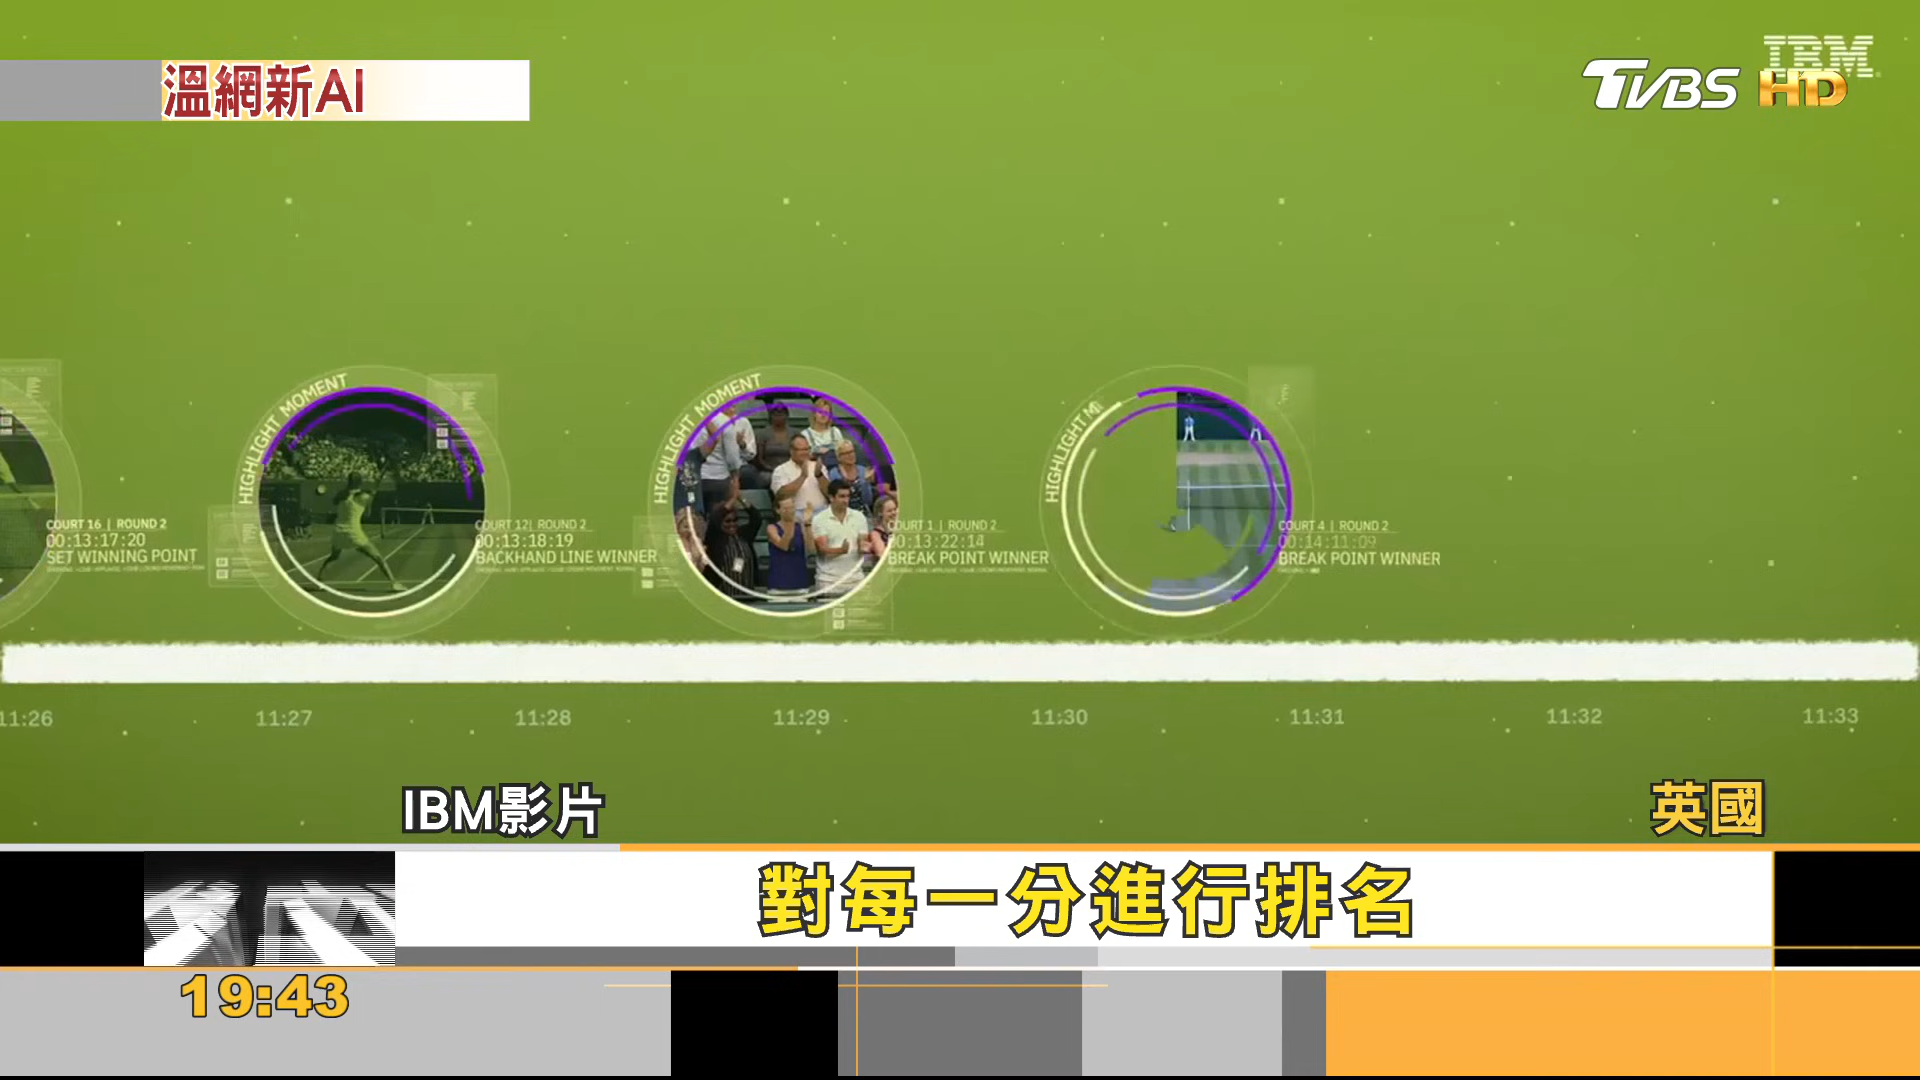 溫網新AI
IBM
TVBS HD
HIGHLIGHT MOMENT
HIGHLIGHT MOMENT
HIGHLIGHT
COURT 16 | ROUND 2
00:13:17:20
SET WINNING POINT
COURT 12| ROUND 2
00:13:18:19
BACKHAND LINE WINNER
COURT 1 | ROUND 2
00:13:22:14
BREAK POINT WINNER
COURT 4 | ROUND 2
00:14:11:09
BREAK POINT WINNER
11:26 11:27 11:28 11:29 11:30 11:31 11:32 11:33
IBM影片
英國
對每一分進行排名
19:43